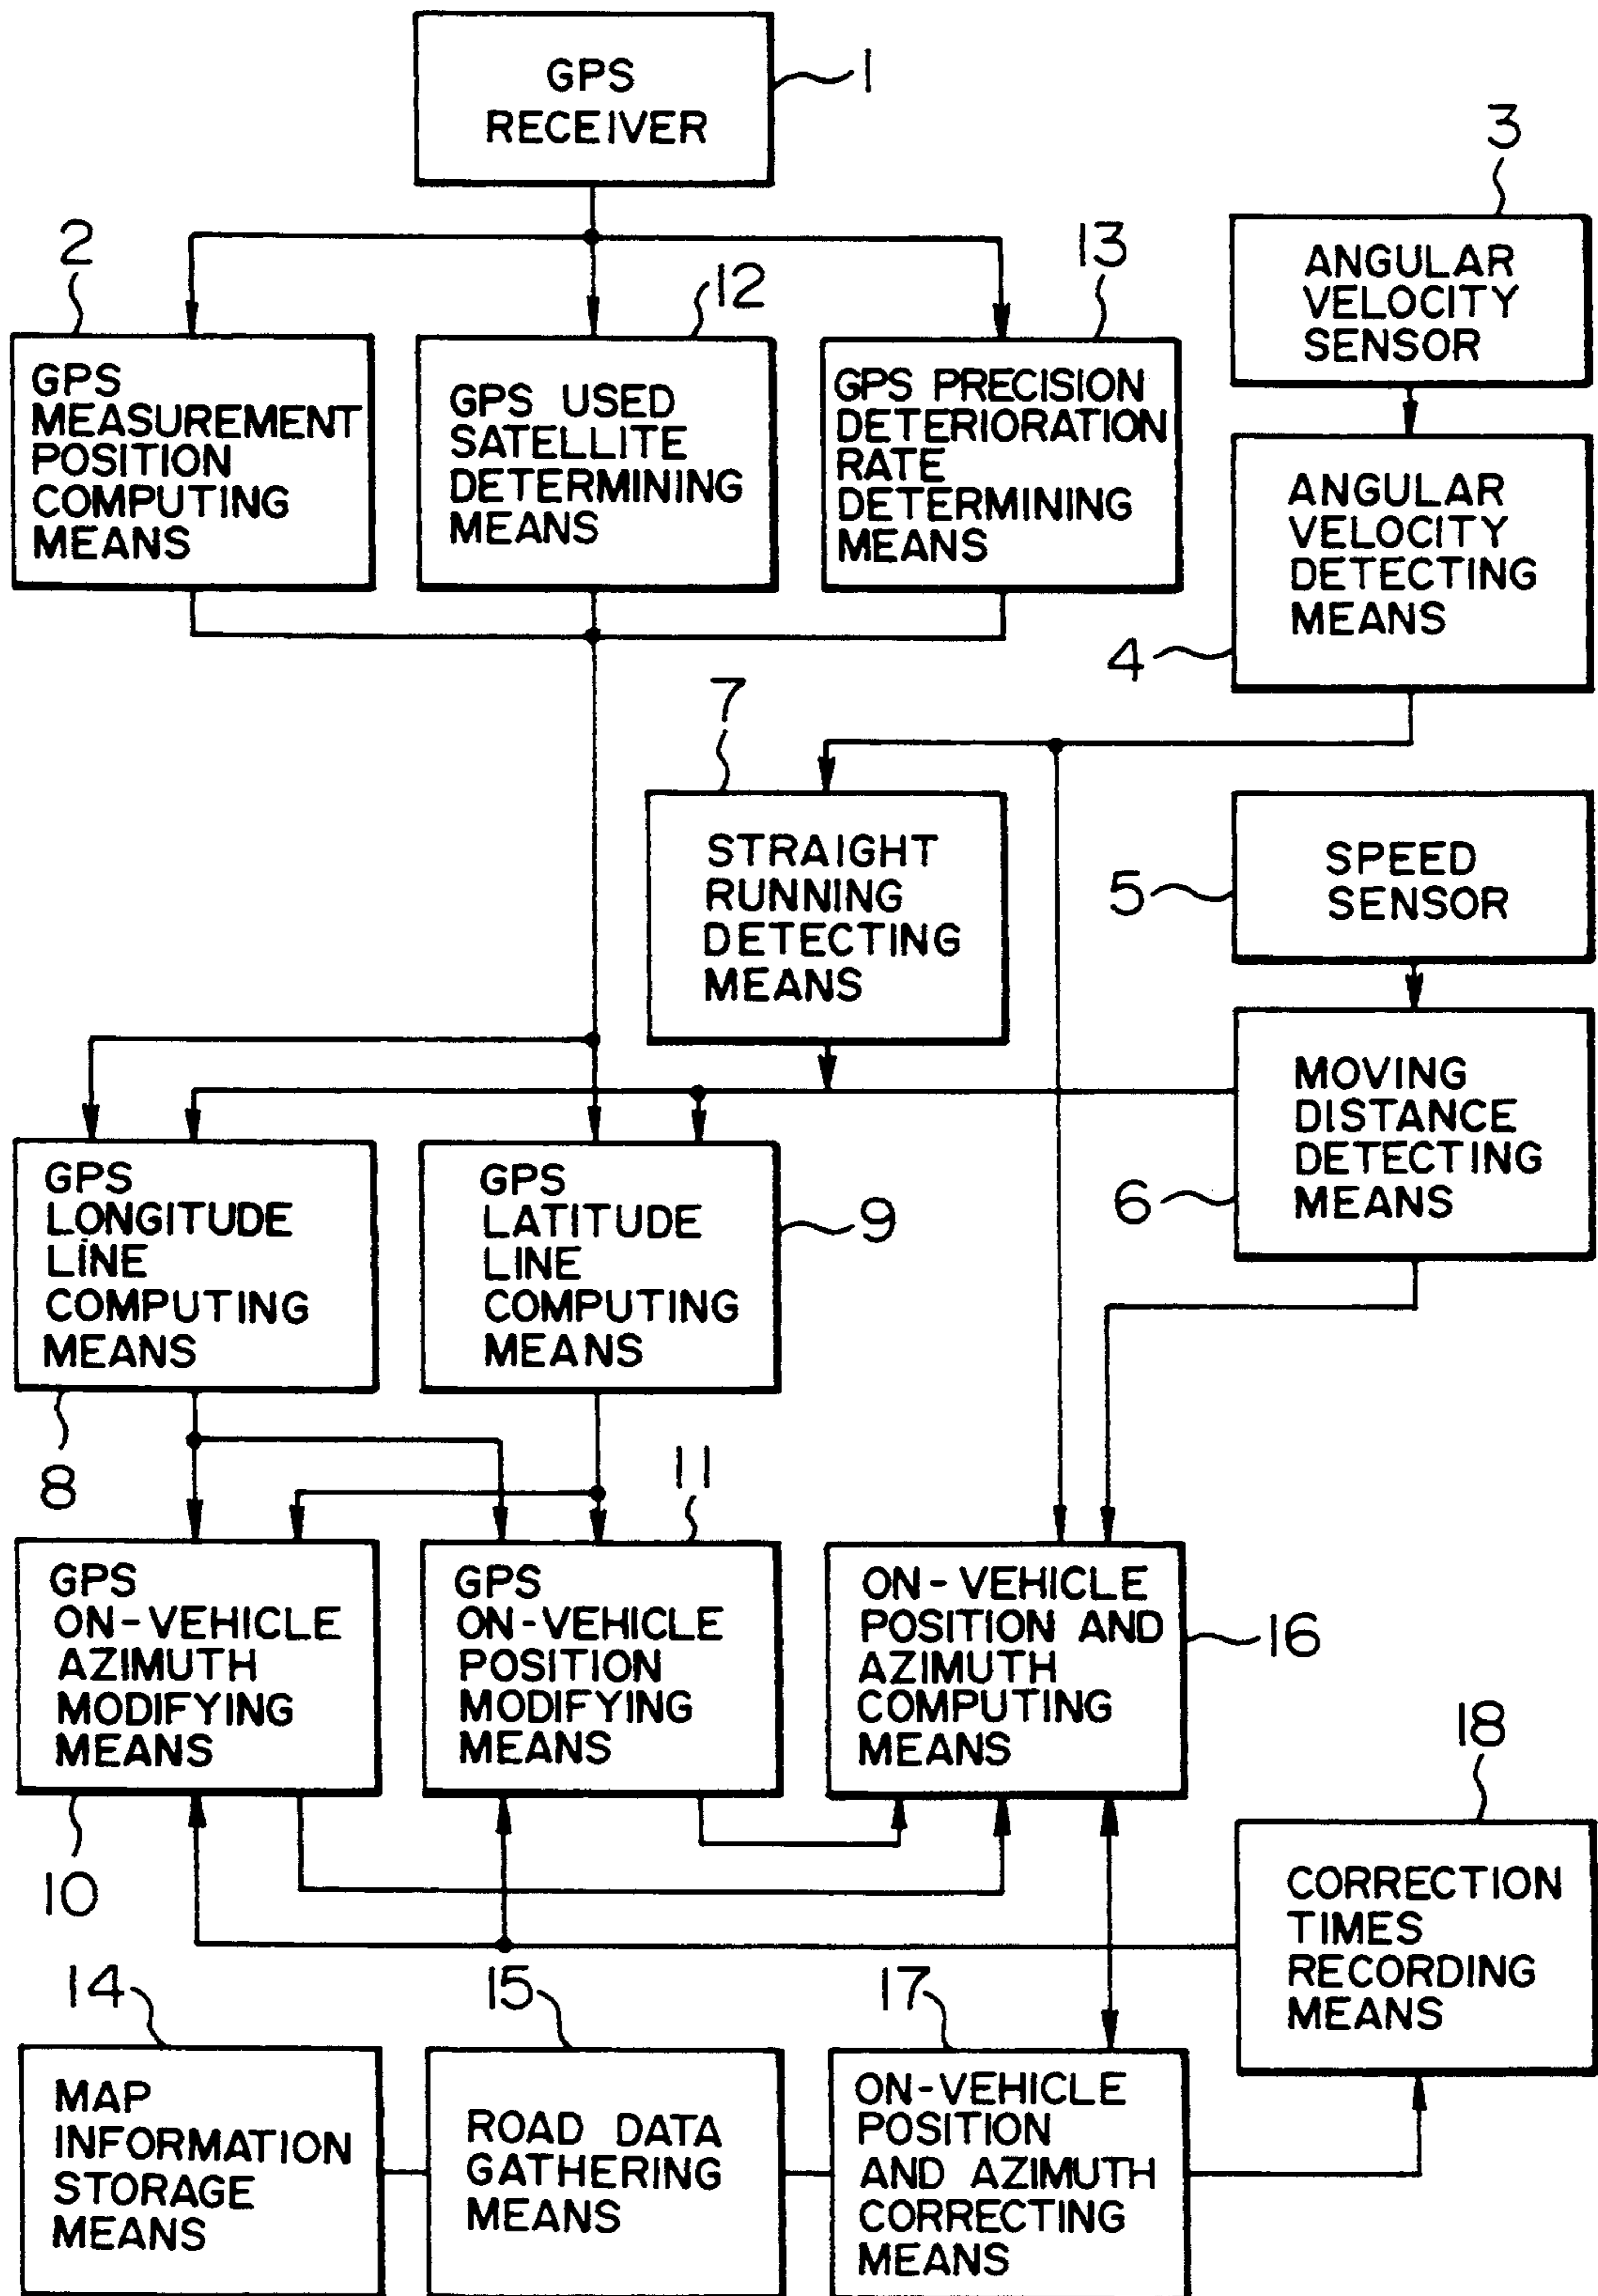 GPS
RECEIVER
1
3
ANGULAR
VELOCITY
SENSOR
2
GPS
MEASUREMENT
POSITION
COMPUTING
MEANS
12
GPS USED
SATELLITE
DETERMINING
MEANS
13
GPS PRECISION
DETERIORATION
RATE
DETERMINING
MEANS
ANGULAR
VELOCITY
DETECTING
MEANS
4
7
STRAIGHT
RUNNING
DETECTING
MEANS
5
SPEED
SENSOR
MOVING
DISTANCE
DETECTING
MEANS
6
GPS
LONGITUDE
LINE
COMPUTING
MEANS
8
GPS
LATITUDE
LINE
COMPUTING
MEANS
9
GPS
ON-VEHICLE
AZIMUTH
MODIFYING
MEANS
10
11
GPS
ON-VEHICLE
POSITION
MODIFYING
MEANS
ON-VEHICLE
POSITION AND
AZIMUTH
COMPUTING
MEANS
16
18
CORRECTION
TIMES
RECORDING
MEANS
14
MAP
INFORMATION
STORAGE
MEANS
15
ROAD DATA
GATHERING
MEANS
17
ON-VEHICLE
POSITION
AND AZIMUTH
CORRECTING
MEANS